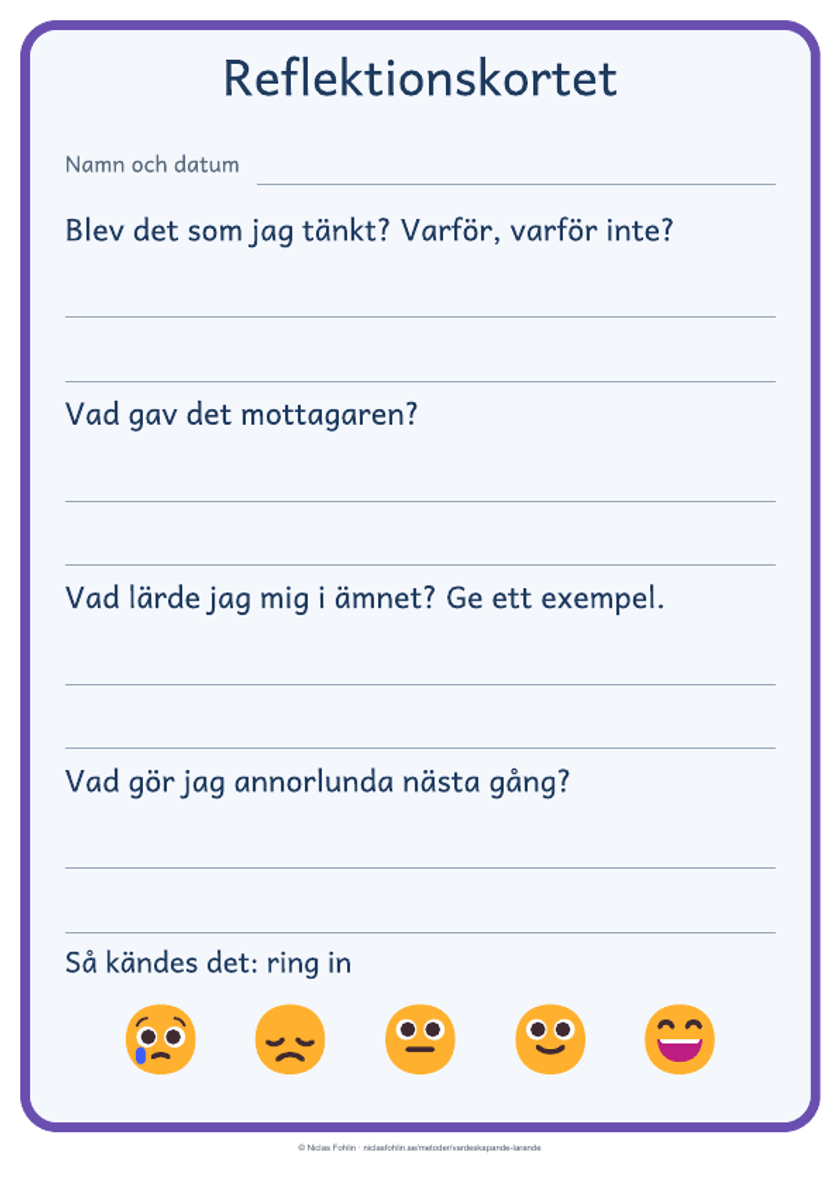 Reflektionskortet
Namn och datum
Blev det som jag tänkt? Varför, varför inte?
Vad gav det mottagaren?
Vad lärde jag mig i ämnet? Ge ett exempel.
Vad gör jag annorlunda nästa gång?
Så kändes det: ring in
© Niclas Fohlin · niclasfohlin.se/metoder/vardeskapande-larande